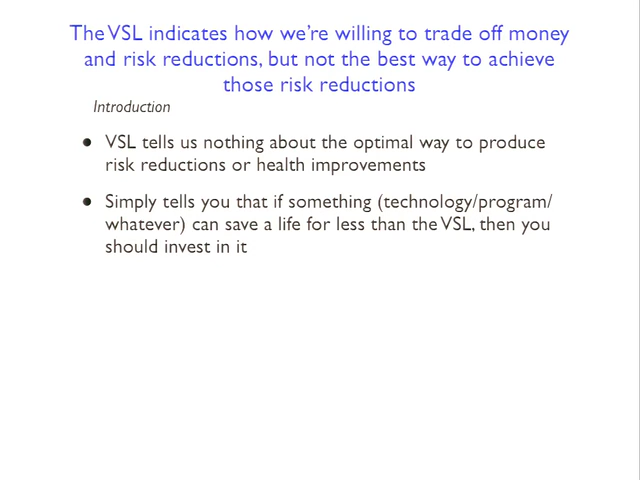 The VSL indicates how we're willing to trade off money
and risk reductions, but not the best way to achieve
those risk reductions
Introduction
• VSL tells us nothing about the optimal way to produce
risk reductions or health improvements
• Simply tells you that if something (technology/program/
whatever) can save a life for less than the VSL, then you
should invest in it